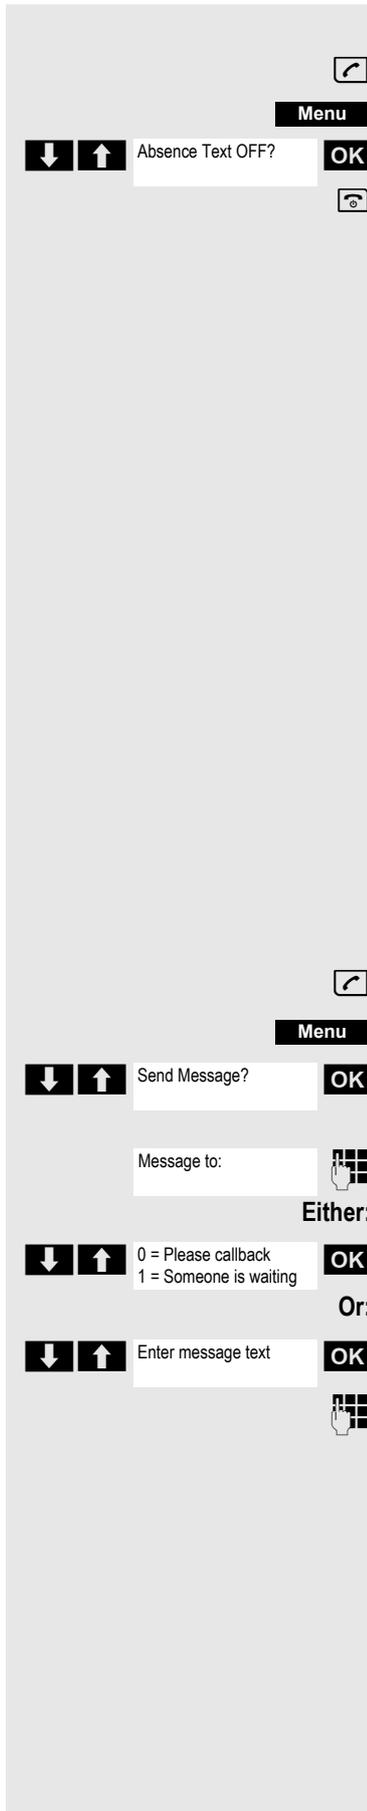 Menu
Absence Text OFF? OK
Menu
Send Message? OK
Message to:
Either:
0 = Please callback OK
1 = Someone is waiting
Or:
Enter message text OK